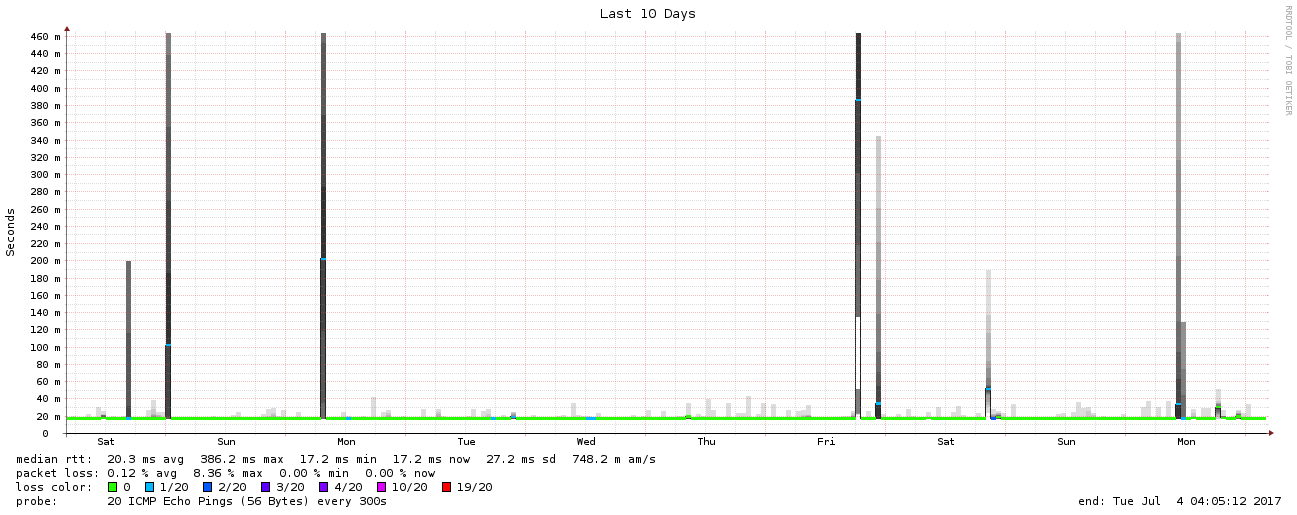 Last 10 Days
RRDTOOL / TOBI OETIKER
Seconds
460 m
440 m
420 m
400 m
380 m
360 m
340 m
320 m
300 m
280 m
260 m
240 m
220 m
200 m
180 m
160 m
140 m
120 m
100 m
80 m
60 m
40 m
20 m
0
Sat Sun Mon Tue Wed Thu Fri Sat Sun Mon
median rtt: 20.3 ms avg 386.2 ms max 17.2 ms min 17.2 ms now 27.2 ms sd 748.2 m am/s
packet loss: 0.12 % avg 8.36 % max 0.00 % min 0.00 % now
loss color: 0 1/20 2/20 3/20 4/20 10/20 19/20
probe: 20 ICMP Echo Pings (56 Bytes) every 300s end: Tue Jul 4 04:05:12 2017